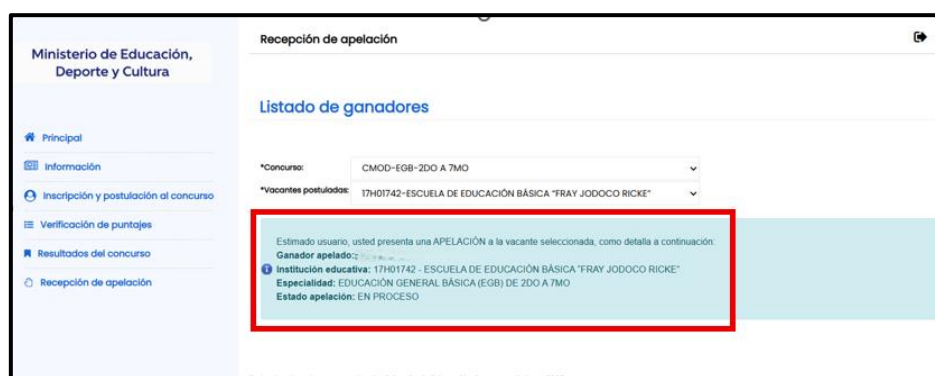 Ministerio de Educación,
Deporte y Cultura
Principal
Información
Inscripción y postulación al concurso
Verificación de puntajes
Resultados del concurso
Recepción de apelación
Recepción de apelación
Listado de ganadores
*Concurso: CMOD-EGB-2DO A 7MO
*Vacantes postuladas: 17H01742-ESCUELA DE EDUCACIÓN BÁSICA "FRAY JODOCO RICKE"
Estimado usuario, usted presenta una APELACIÓN a la vacante seleccionada, como detalla a continuación:
Ganador apelado:
Institución educativa: 17H01742 - ESCUELA DE EDUCACIÓN BÁSICA "FRAY JODOCO RICKE"
Especialidad: EDUCACIÓN GENERAL BÁSICA (EGB) DE 2DO A 7MO
Estado apelación: EN PROCESO